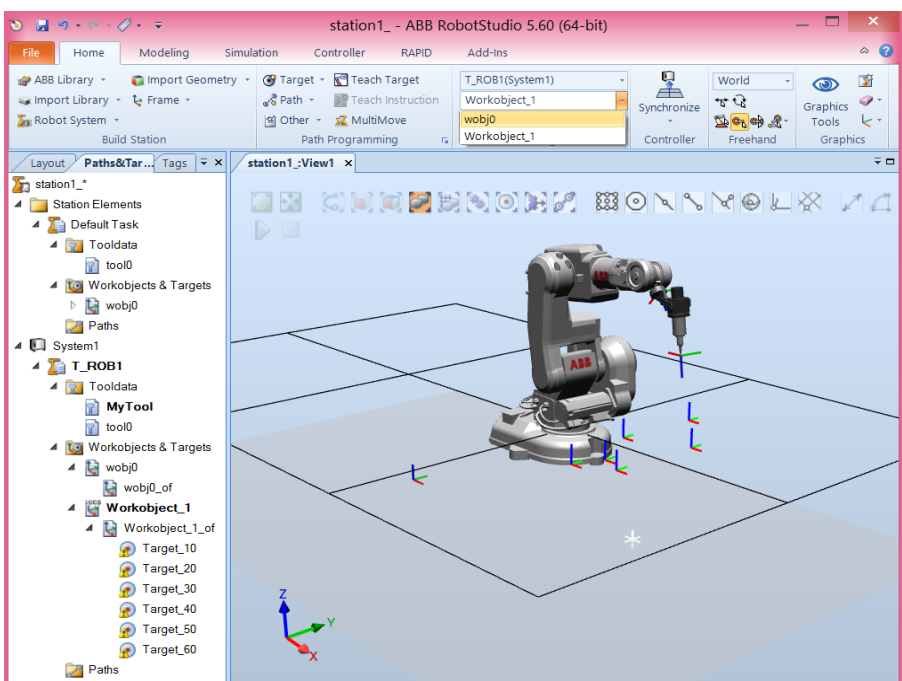 station1_ - ABB RobotStudio 5.60 (64-bit)
File Home Modeling Simulation Controller RAPID Add-Ins
ABB Library Import Geometry Target Teach Target T_ROB1(System1) World
Import Library Frame Path Teach Instruction Workobject_1 Synchronize Graphics
Robot System Other MultiMove wobj0 Tools
Workobject_1
Build Station Path Programming Controller Freehand Graphics
Layout Paths&Tar... Tags station1_:View1
station1_*
Station Elements
Default Task
Tooldata
tool0
Workobjects & Targets
wobj0
Paths
System1
T_ROB1
Tooldata
MyTool
tool0
Workobjects & Targets
wobj0
wobj0_of
Workobject_1
Workobject_1_of
Target_10
Target_20
Target_30
Target_40
Target_50
Target_60
Paths
ABB
ABB
Z
Y
X